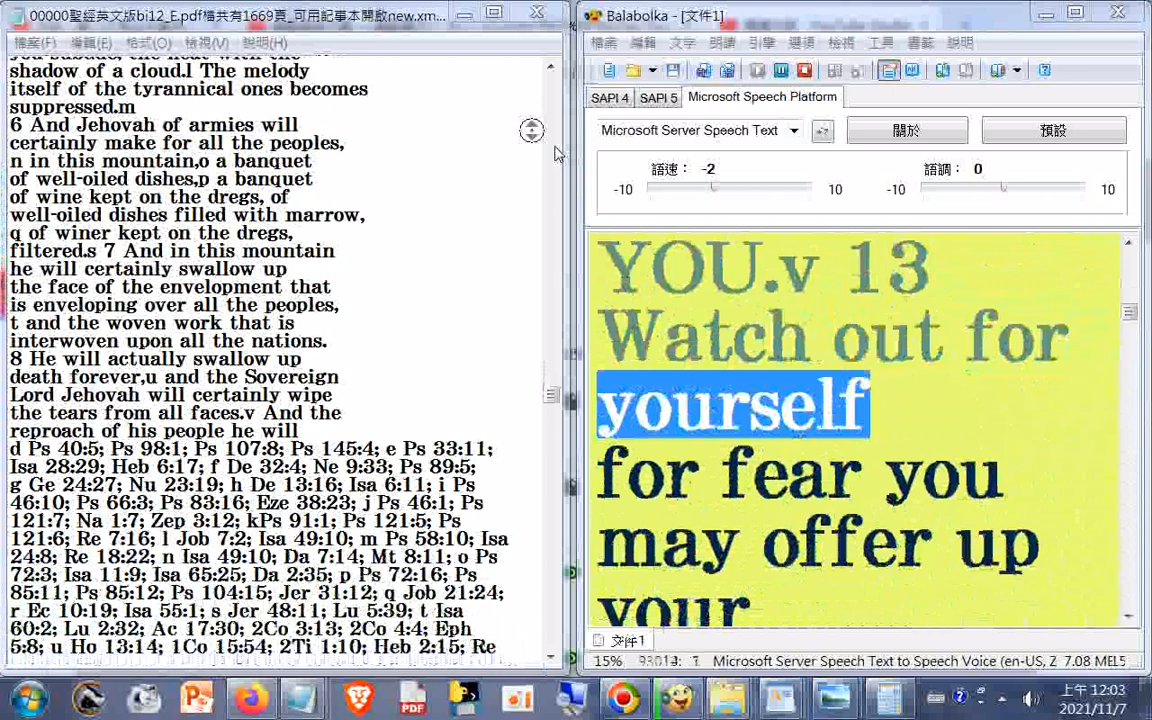 00000聖經英文版bi12_E.pdf檔共有1669頁_可用記事本開啟new.xm...
檔案(F) 編輯(E) 格式(O) 檢視(V) 說明(H)
shadow of a cloud.l The melody
itself of the tyrannical ones becomes
suppressed.m
6 And Jehovah of armies will
certainly make for all the peoples,
n in this mountain,o a banquet
of well-oiled dishes,p a banquet
of wine kept on the dregs, of
well-oiled dishes filled with marrow,
q of winer kept on the dregs,
filtered.s 7 And in this mountain
he will certainly swallow up
the face of the envelopment that
is enveloping over all the peoples,
t and the woven work that is
interwoven upon all the nations.
8 He will actually swallow up
death forever,u and the Sovereign
Lord Jehovah will certainly wipe
the tears from all faces.v And the
reproach of his people he will
d Ps 40:5; Ps 98:1; Ps 107:8; Ps 145:4; e Ps 33:11;
Isa 28:29; Heb 6:17; f De 32:4; Ne 9:33; Ps 89:5;
g Ge 24:27; Nu 23:19; h De 13:16; Isa 6:11; i Ps
46:10; Ps 66:3; Ps 83:16; Eze 38:23; j Ps 46:1; Ps
121:7; Na 1:7; Zep 3:12; kPs 91:1; Ps 121:5; Ps
121:6; Re 7:16; l Job 7:2; Isa 49:10; m Ps 58:10; Isa
24:8; Re 18:22; n Isa 49:10; Da 7:14; Mt 8:11; o Ps
72:3; Isa 11:9; Isa 65:25; Da 2:35; p Ps 72:16; Ps
85:11; Ps 85:12; Ps 104:15; Jer 31:12; q Job 21:24;
r Ec 10:19; Isa 55:1; s Jer 48:11; Lu 5:39; t Isa
60:2; Lu 2:32; Ac 17:30; 2Co 3:13; 2Co 4:4; Eph
5:8; u Ho 13:14; 1Co 15:54; 2Ti 1:10; Heb 2:15; Re
Balabolka - [文件1]
檔案 編輯 文字 朗讀 引擎 選項 檢視 工具 書籤 說明
SAPI 4 SAPI 5 Microsoft Speech Platform
Microsoft Server Speech Text 關於 預設
語速： -2 語調： 0
-10 10 -10 10
YOU.v 13
Watch out for
yourself
for fear you
may offer up
your
文件1
15% Microsoft Server Speech Text to Speech Voice (en-US, Z 7.08 MB
上午 12:03
2021/11/7